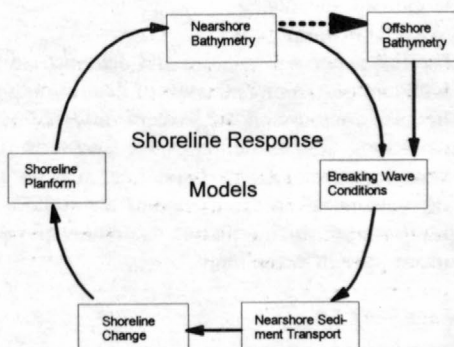 Nearshore
Bathymetry
Offshore
Bathymetry
Shoreline Response
Models
Shoreline
Planform
Breaking Wave
Conditions
Shoreline
Change
Nearshore Sedi-
ment Transport